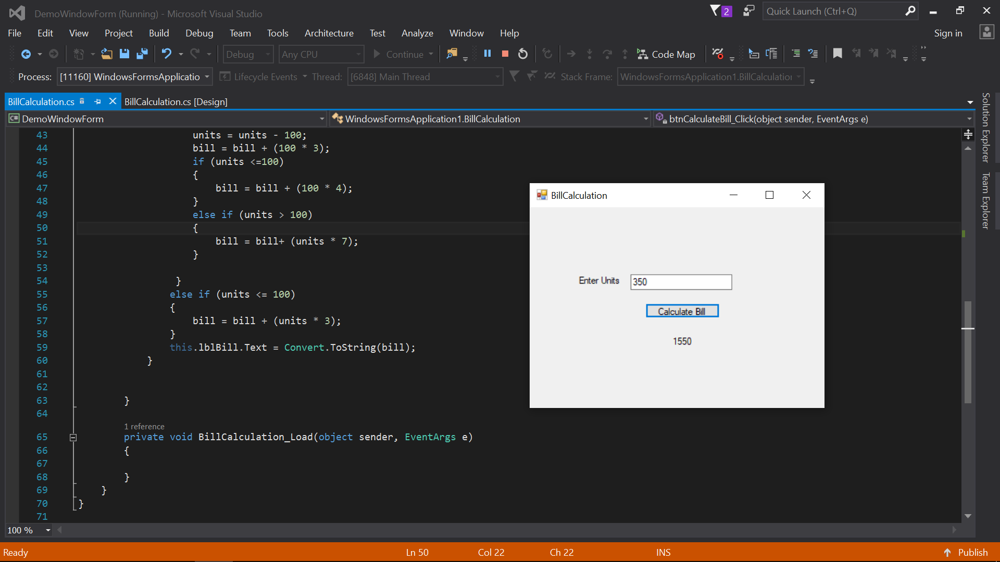 DemoWindowForm (Running) - Microsoft Visual Studio
2
Quick Launch (Ctrl+Q)
File Edit View Project Build Debug Team Tools Architecture Test Analyze Window Help
Sign in
Debug
Any CPU
Continue
Code Map
Process: [11160] WindowsFormsApplicatio
Lifecycle Events
Thread: [6848] Main Thread
Stack Frame: WindowsFormsApplication1.BillCalculation
BillCalculation.cs
BillCalculation.cs [Design]
C# DemoWindowForm
WindowsFormsApplication1.BillCalculation
btnCalculateBill_Click(object sender, EventArgs e)
Solution Explorer
Team Explorer
43 units = units - 100;
44 bill = bill + (100 * 3);
45 if (units <=100)
46 {
47 bill = bill + (100 * 4);
48 }
49 else if (units > 100)
50 {
51 bill = bill+ (units * 7);
52 }
53
54 }
55 else if (units <= 100)
56 {
57 bill = bill + (units * 3);
58 }
59 this.lblBill.Text = Convert.ToString(bill);
60 }
61
62
63 }
64
1 reference
65 private void BillCalculation_Load(object sender, EventArgs e)
66 {
67
68 }
69 }
70 }
71
BillCalculation
Enter Units 350
Calculate Bill
1550
100 %
Ready Ln 50 Col 22 Ch 22 INS Publish